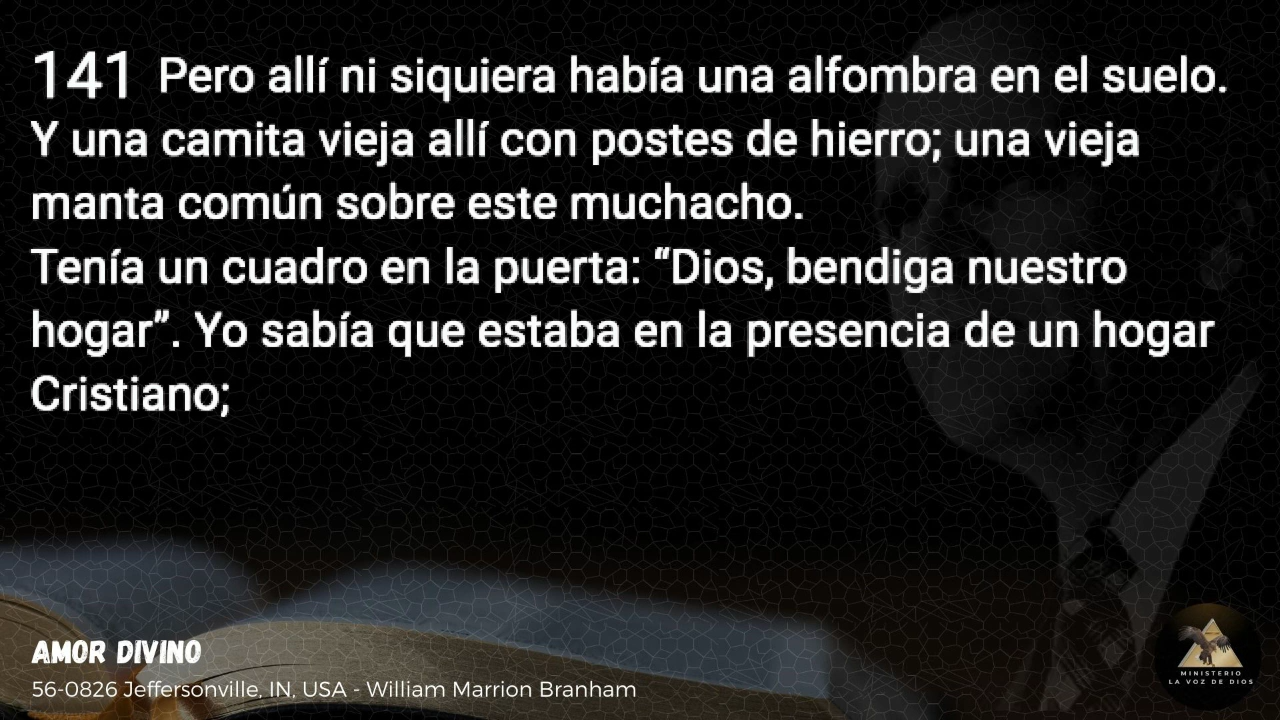 141 Pero allí ni siquiera había una alfombra en el suelo.
Y una camita vieja allí con postes de hierro; una vieja
manta común sobre este muchacho.
Tenía un cuadro en la puerta: “Dios, bendiga nuestro
hogar”. Yo sabía que estaba en la presencia de un hogar
Cristiano;
AMOR DIVINO
56-0826 Jeffersonville, IN, USA - William Marrion Branham
MINISTERIO
LA VOZ DE DIOS